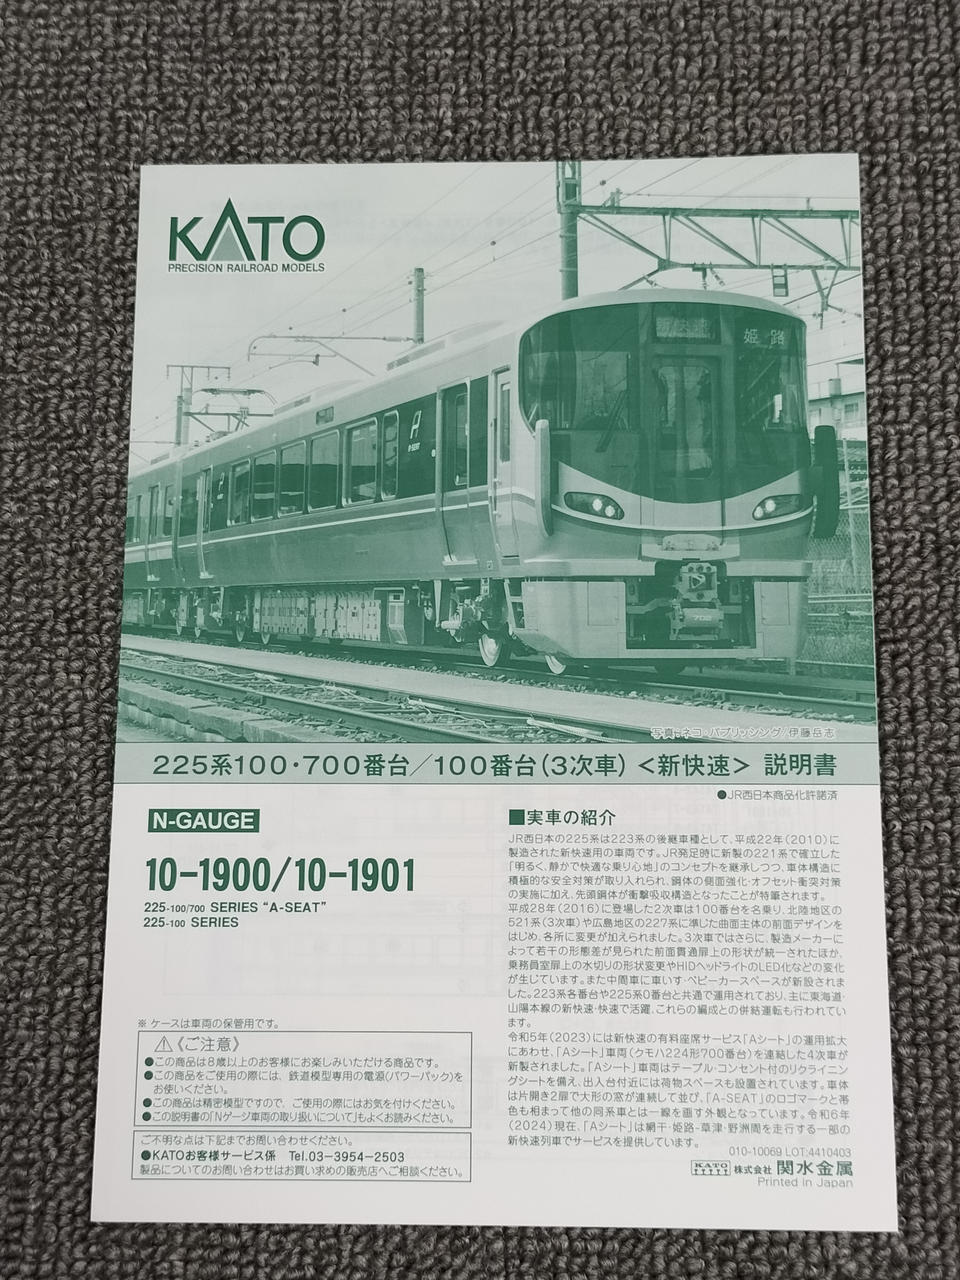 KATO
PRECISION RAILROAD MODELS
新快速
姫路
A
A-SEAT
702
写真:ネコ・パブリッシング/伊藤岳志
225系100・700番台/100番台(3次車)<新快速> 説明書
●JR西日本商品化許諾済
N-GAUGE
10-1900/10-1901
225-100/700 SERIES “A-SEAT”
225-100 SERIES
※ ケースは車両の保管用です。
⚠《ご注意》
●この商品は8歳以上のお客様にお楽しみいただける商品です。
●この商品をご使用の際には、鉄道模型専用の電源(パワーパック)を
お使いください。
●この商品は精密模型ですので、ご使用の際にはお気を付けください。
●この説明書の「Nゲージ車両の取り扱いについて」もよくお読みください。
ご不明な点は下記までお問い合わせください。
●KATOお客様サービス係 Tel.03-3954-2503
製品についてのお問い合わせはお買い求めの販売店へご相談ください。
■実車の紹介
JR西日本の225系は223系の後継車種として、平成22年(2010)に
製造された新快速用の車両です。JR発足時に新製の221系で確立した
「明るく、静かで快適な乗り心地」のコンセプトを継承しつつ、車体構造に
積極的な安全対策が取り入れられ、鋼体の側面強化・オフセット衝突対策
の実施に加え、先頭鋼体が衝撃吸収構造となったことが特筆されます。
平成28年(2016)に登場した2次車は100番台を名乗り、北陸地区の
521系(3次車)や広島地区の227系に準じた曲面主体の前面デザインを
はじめ、各所に変更が加えられました。3次車ではさらに、製造メーカーに
よって若干の形態差が見られた前面貫通扉上の形状が統一されたほか、
乗務員室扉上の水切りの形状変更やHIDヘッドライトのLED化などの変化
が生じています。また中間車に車いす・ベビーカースペースが新設されま
した。223系各番台や225系0番台と共通で運用されており、主に東海道・
山陽本線の新快速・快速で活躍、これらの編成との併結運転も行われてい
ます。
令和5年(2023)には新快速の有料座席サービス「Aシート」の運用拡大
にあわせ、「Aシート」車両(クモハ224形700番台)を連結した4次車が
新製されました。「Aシート」車両はテーブル・コンセント付のリクライニ
ングシートを備え、出入台付近には荷物スペースも設置されています。車体
は片開き2扉で大形の窓が連続して並び、「A-SEAT」のロゴマークと帯
色も相まって他の同系車とは一線を画す外観となっています。令和6年
(2024)現在、「Aシート」は網干・姫路-草津・野洲間を走行する一部の
新快速列車でサービスを提供しています。
010-10069 LOT:4410403
KATO 株式会社 関水金属
Printed in Japan